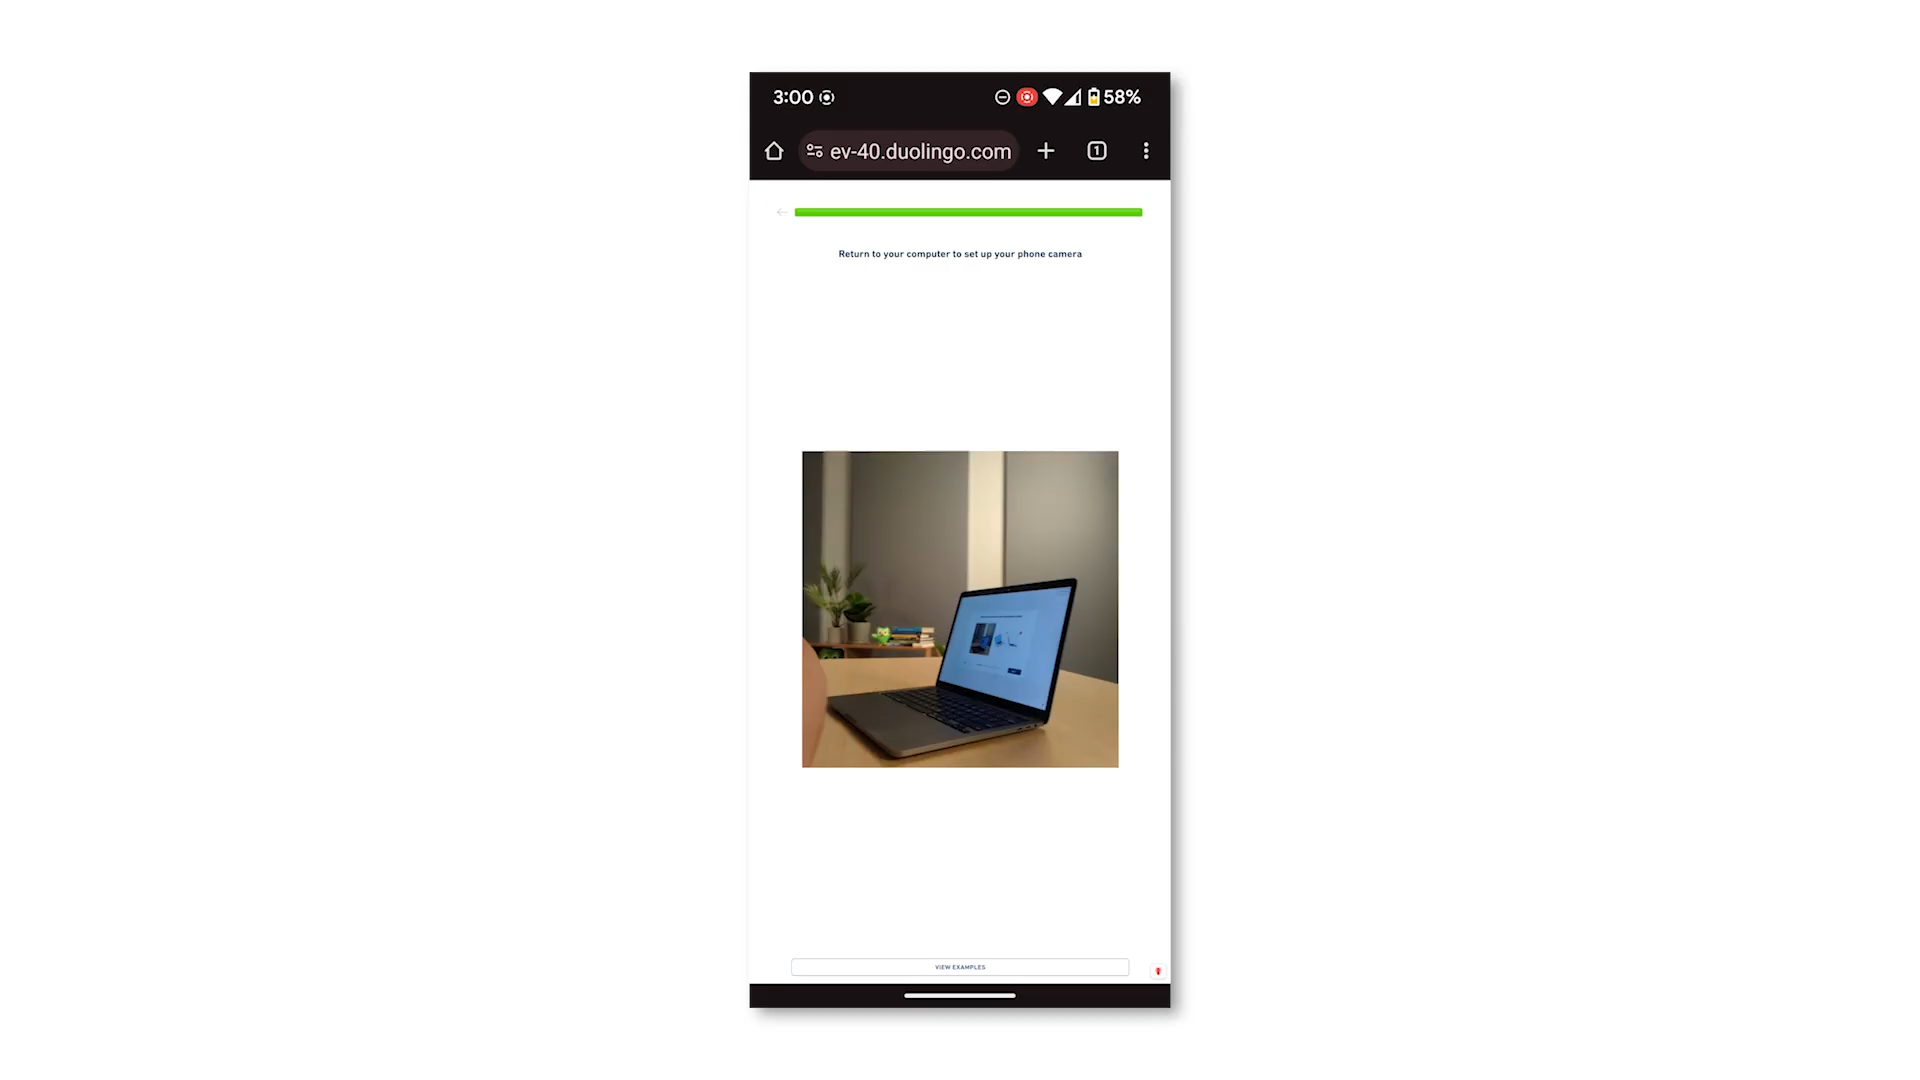 3:00
58%
ev-40.duolingo.com
1
Return to your computer to set up your phone camera
VIEW EXAMPLES